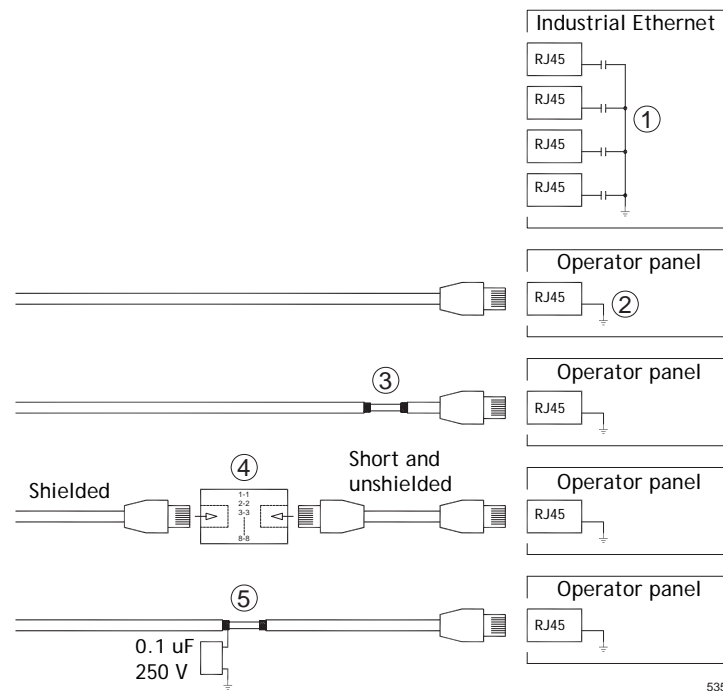 Industrial Ethernet
RJ45
RJ45
1
RJ45
RJ45
Operator panel
RJ45
2
Operator panel
3
RJ45
Operator panel
4
Short and
unshielded
Shielded
1-1
2-2
3-3
8-8
RJ45
Operator panel
5
RJ45
0.1 uF
250 V
535